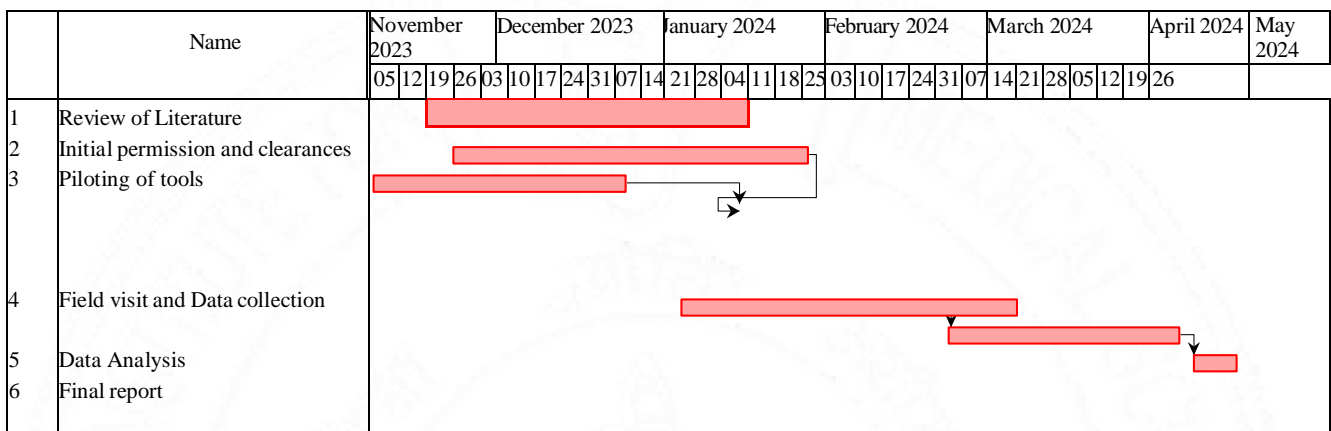 Name
November 2023
December 2023
January 2024
February 2024
March 2024
April 2024
May 2024
05 12 19 26 03 10 17 24 31 07 14 21 28 04 11 18 25 03 10 17 24 31 07 14 21 28 05 12 19 26
1 Review of Literature
2 Initial permission and clearances
3 Piloting of tools
4 Field visit and Data collection
5 Data Analysis
6 Final report